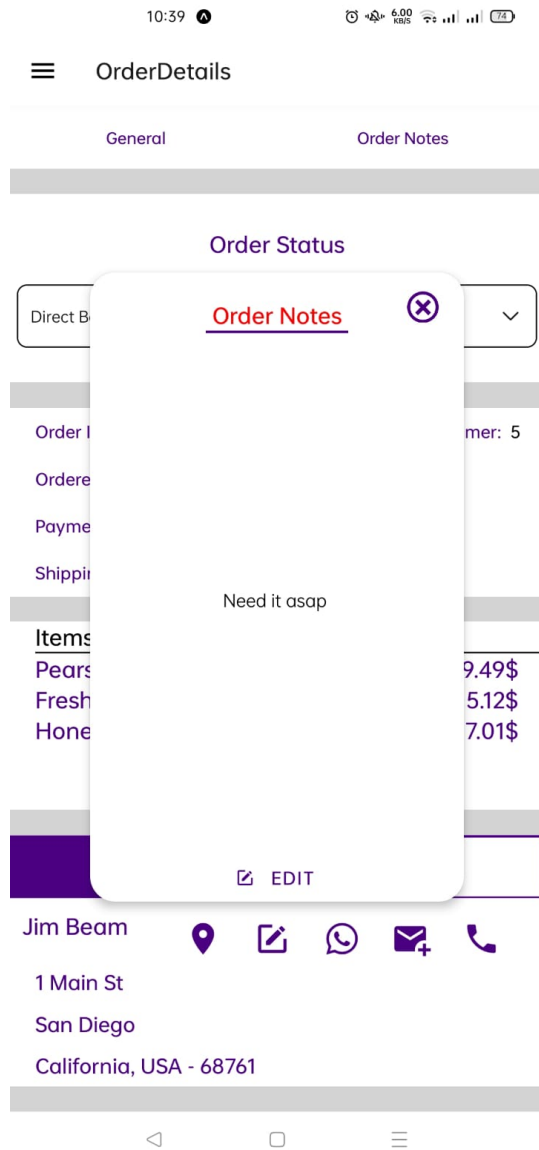 10:39 6.00 KB/S 74
OrderDetails
General Order Notes
Order Status
Direct B
Order Notes
Order mer: 5
Ordere
Payme
Shippin
Need it asap
Items
Pears 9.49$
Fresh 5.12$
Hone 7.01$
EDIT
Jim Beam
1 Main St
San Diego
California, USA - 68761